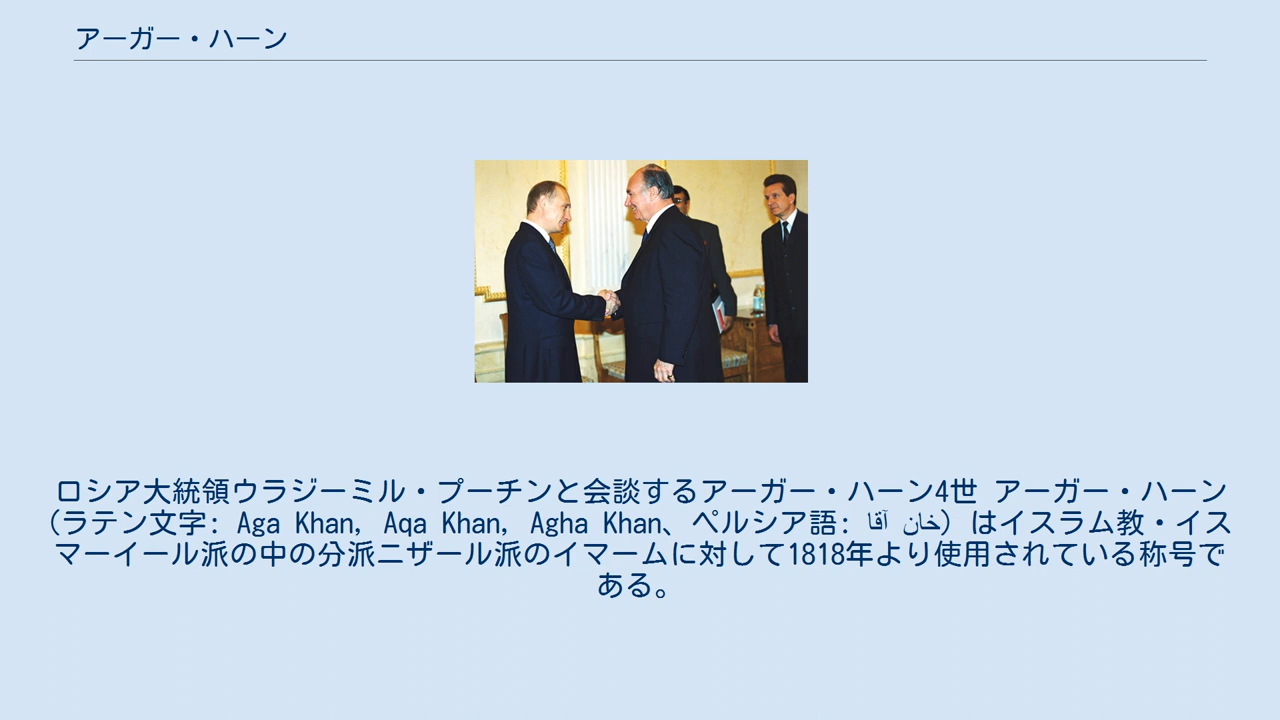 アーガー・ハーン
ロシア大統領ウラジーミル・プーチンと会談するアーガー・ハーン4世 アーガー・ハーン
(ラテン文字: Aga Khan, Aqa Khan, Agha Khan、ペルシア語: آقا خان) はイスラム教・イス
マーイール派の中の分派ニザール派のイマームに対して1818年より使用されている称号で
ある。